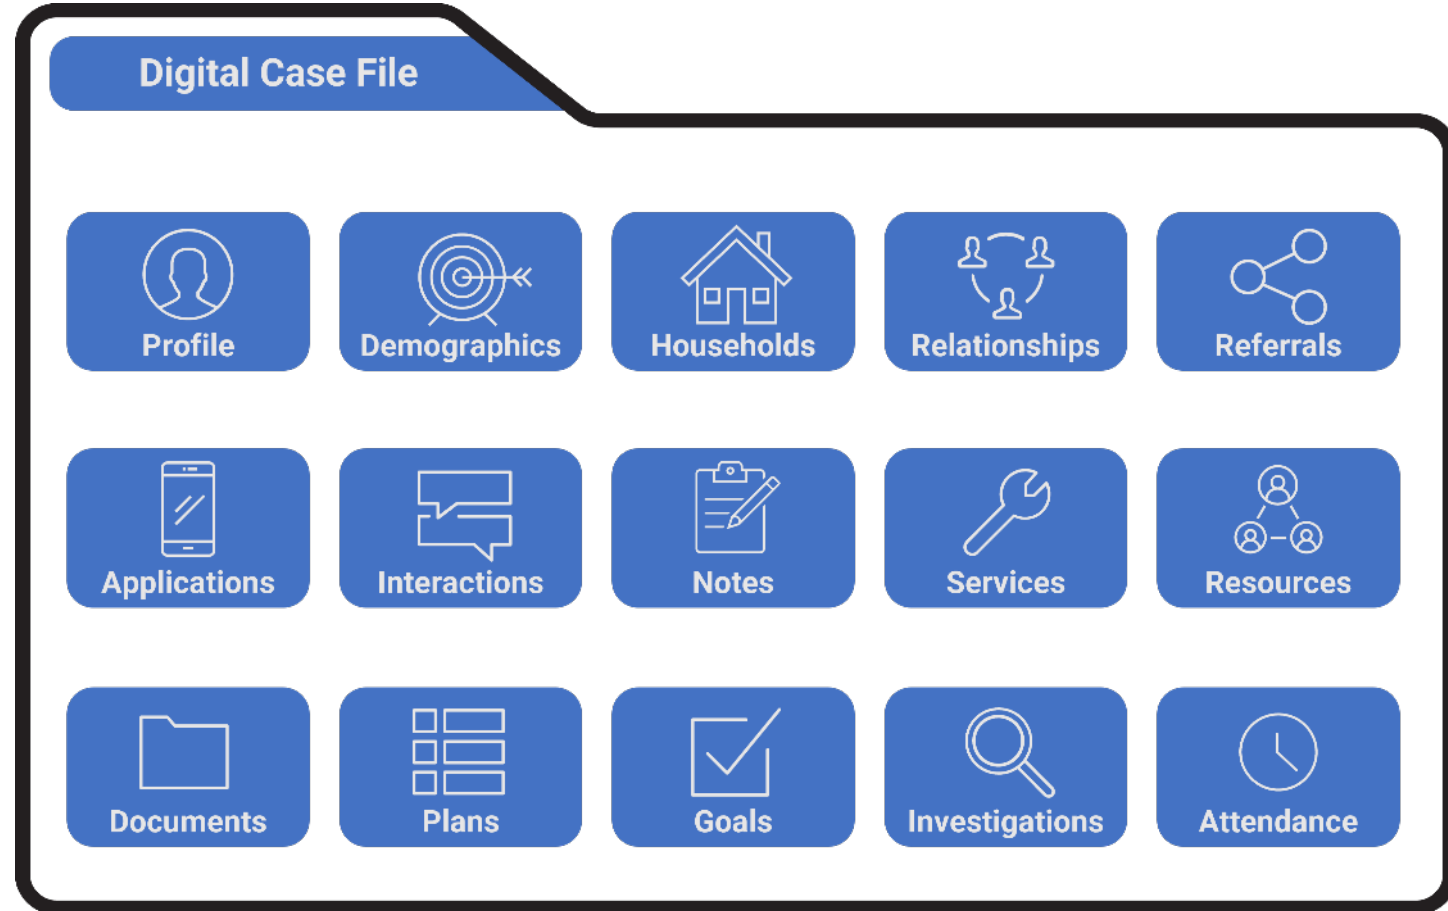 Digital Case File
Profile
Demographics
Households
Relationships
Referrals
Applications
Interactions
Notes
Services
Resources
Documents
Plans
Goals
Investigations
Attendance